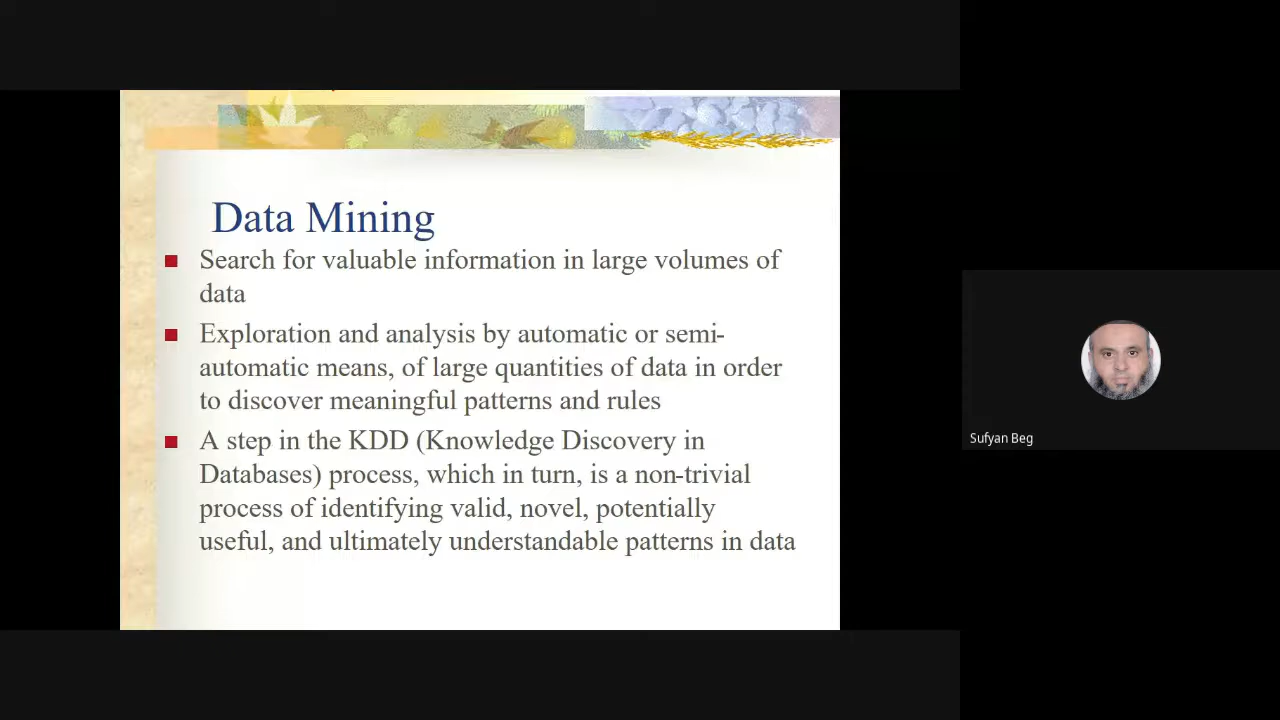 Data Mining
Search for valuable information in large volumes of
data
Exploration and analysis by automatic or semi-
automatic means, of large quantities of data in order
to discover meaningful patterns and rules
A step in the KDD (Knowledge Discovery in
Databases) process, which in turn, is a non-trivial
process of identifying valid, novel, potentially
useful, and ultimately understandable patterns in data
Sufyan Beg